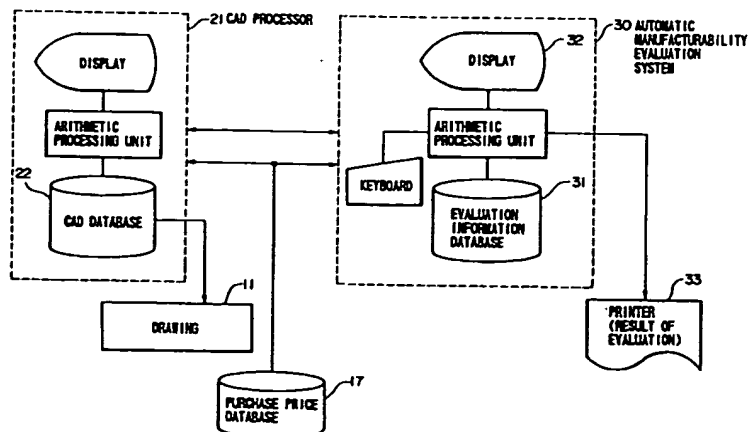 21 CAD PROCESSOR
DISPLAY
ARITHMETIC
PROCESSING UNIT
22
CAD DATABASE
11
DRAWING
17
PURCHASE PRICE
DATABASE
30 AUTOMATIC
MANUFACTURABILITY
EVALUATION
SYSTEM
32
DISPLAY
ARITHMETIC
PROCESSING UNIT
KEYBOARD
31
EVALUATION
INFORMATION
DATABASE
33
PRINTER
(RESULT OF
EVALUATION)